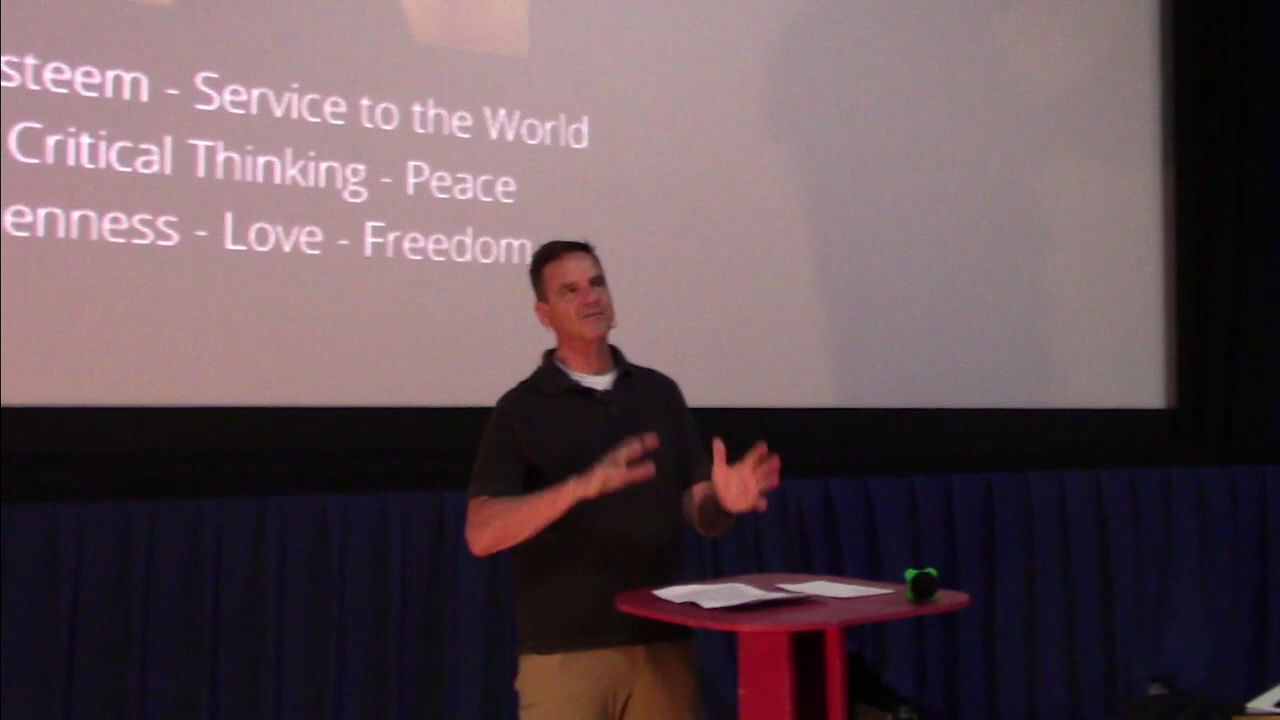 steem - Service to the World
Critical Thinking - Peace
enness - Love - Freedom